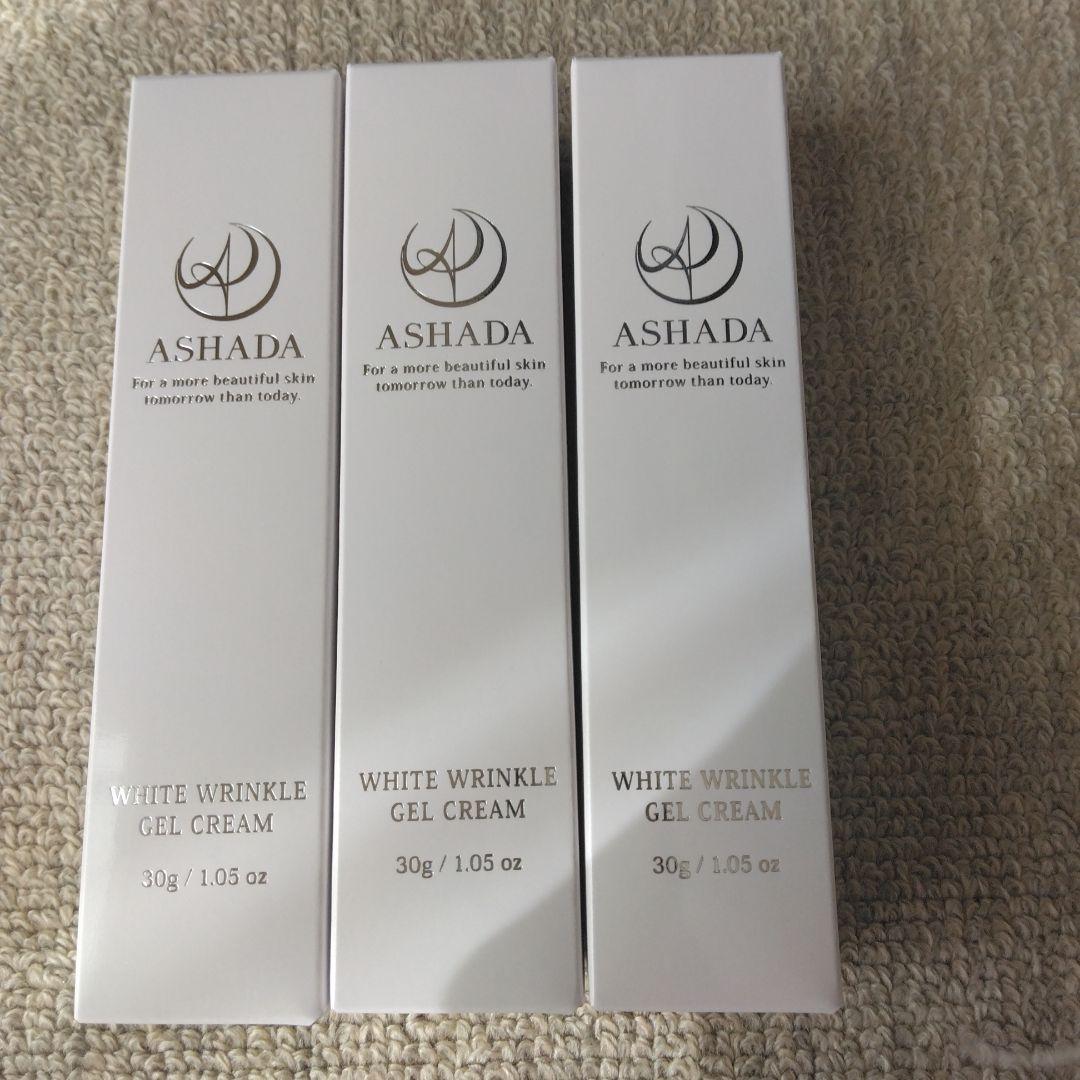 ASHADA
For a more beautiful skin
tomorrow than today.
WHITE WRINKLE
GEL CREAM
30g / 1.05 oz
ASHADA
For a more beautiful skin
tomorrow than today.
WHITE WRINKLE
GEL CREAM
30g / 1.05 oz
ASHADA
For a more beautiful skin
tomorrow than today.
WHITE WRINKLE
GEL CREAM
30g / 1.05 oz